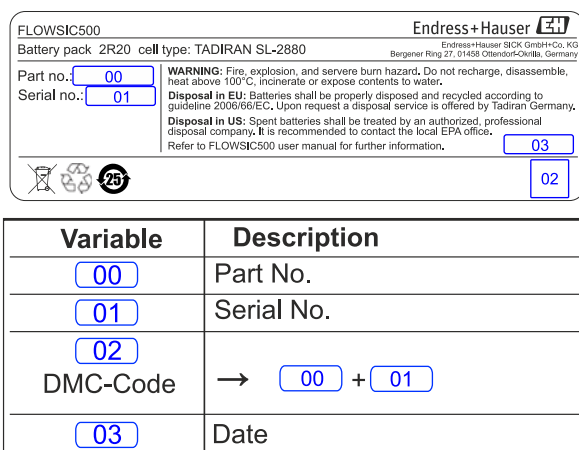 FLOWSIC500
Endress+Hauser EH
Battery pack 2R20 cell type: TADIRAN SL-2880
Endress+Hauser SICK GmbH+Co. KG
Bergener Ring 27, 01458 Ottendorf-Okrilla, Germany
Part no.: 00
Serial no.: 01
WARNING: Fire, explosion, and servere burn hazard. Do not recharge, disassemble,
heat above 100°C, incinerate or expose contents to water.
Disposal in EU: Batteries shall be properly disposed and recycled according to
guideline 2006/66/EC. Upon request a disposal service is offered by Tadiran Germany.
Disposal in US: Spent batteries shall be treated by an authorized, professional
disposal company. It is recommended to contact the local EPA office.
Refer to FLOWSIC500 user manual for further information.
03
25
02
Variable Description
00 Part No.
01 Serial No.
02
DMC-Code → 00 + 01
03 Date